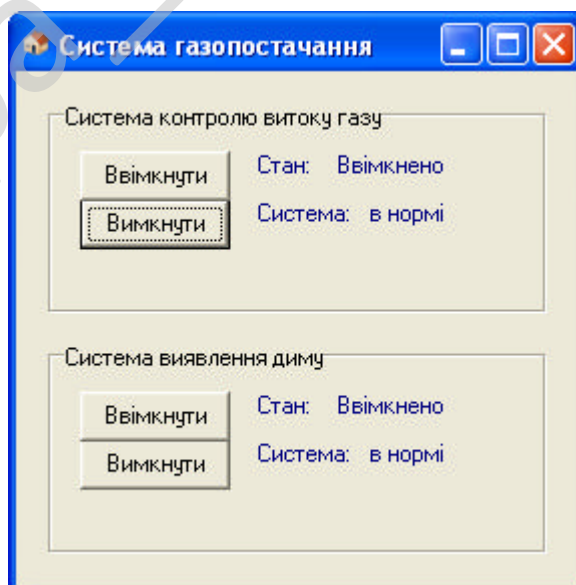 Система газопостачання
Система контролю витоку газу
Ввімкнути
Стан: Ввімкнено
Вимкнути
Система: в нормі
Система виявлення диму
Ввімкнути
Стан: Ввімкнено
Вимкнути
Система: в нормі